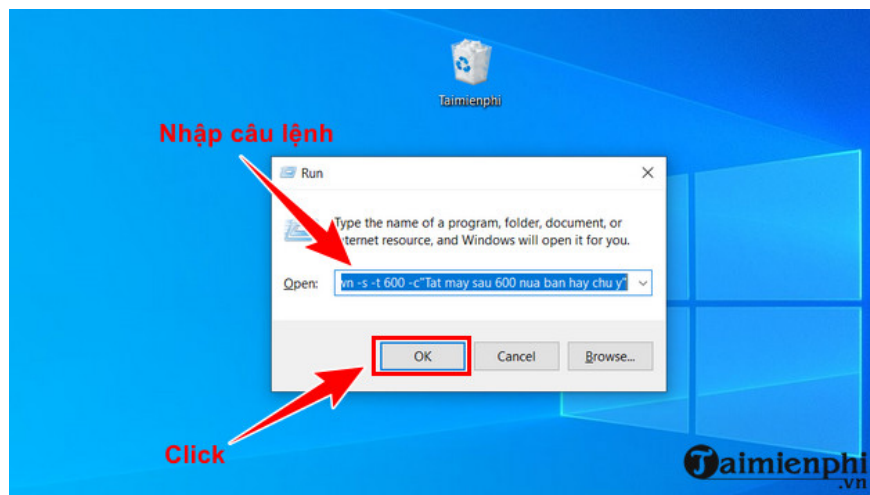 Taimienphi
Nhập câu lệnh
Run
Type the name of a program, folder, document, or
internet resource, and Windows will open it for you.
Open:
wn -s -t 600 -c"Tat may sau 600 nua ban hay chu y"
OK
Cancel
Browse...
Click
Taimienphi
.vn